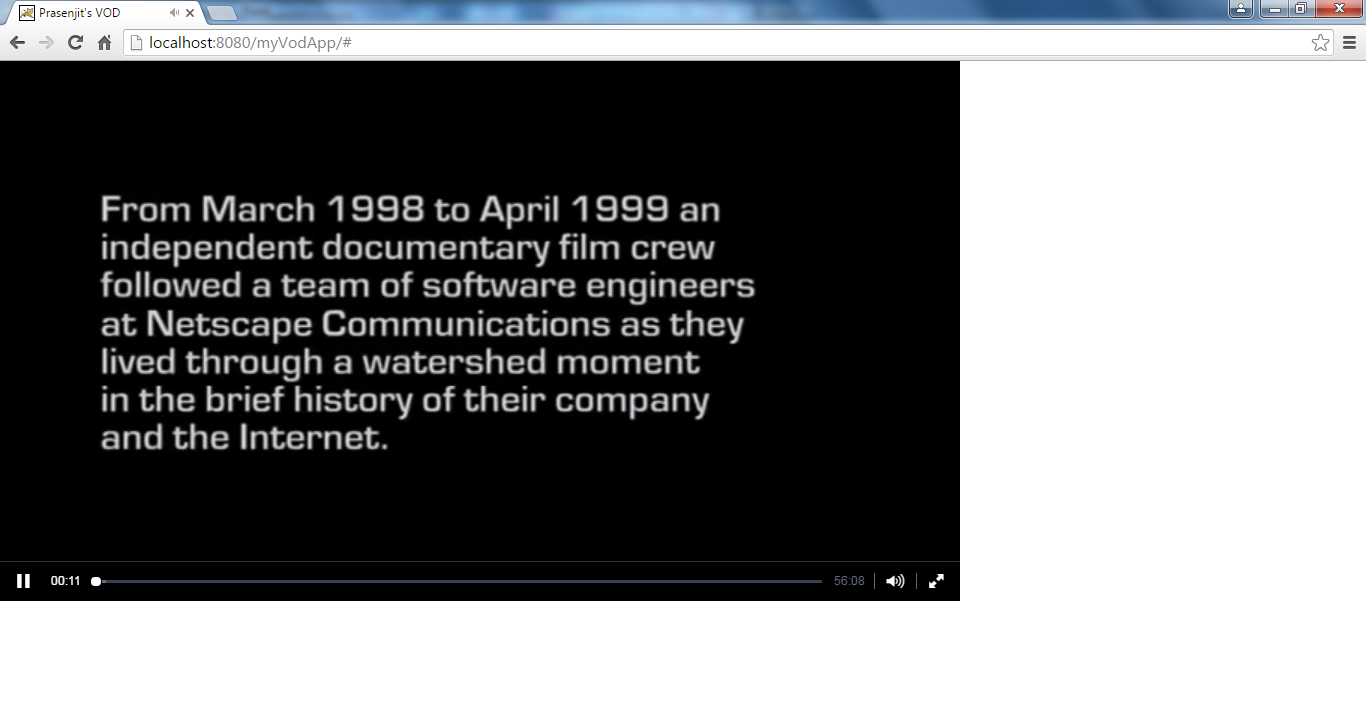 Prasenjit's VOD
localhost:8080/myVodApp/#
From March 1998 to April 1999 an
independent documentary film crew
followed a team of software engineers
at Netscape Communications as they
lived through a watershed moment
in the brief history of their company
and the Internet.
00:11 56:08